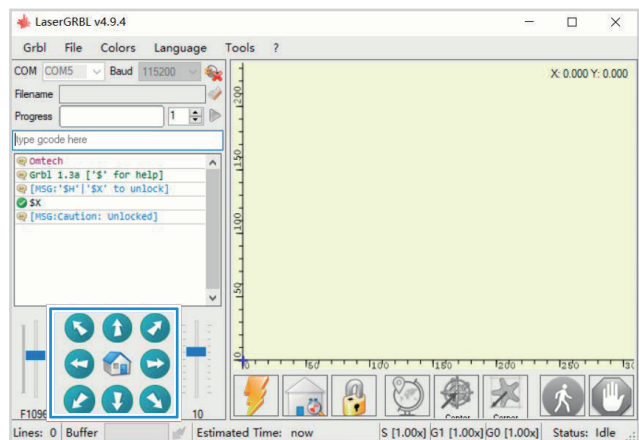 LaserGRBL v4.9.4
Grbl File Colors Language Tools ?
COM COM5 Baud 115200
Filename
Progress 1
type gcode here
Omtech
Grbl 1.3a ['$' for help]
[MSG:'$H'|'$X' to unlock]
$X
[MSG:Caution: Unlocked]
X: 0.000 Y: 0.000
200
150
100
50
0
0 50 100 150 200 250
F1096
10
Center Corner
Lines: 0 Buffer Estimated Time: now S [1.00x] G1 [1.00x] G0 [1.00x] Status: Idle